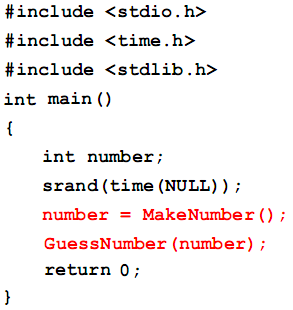 #include <stdio.h>
#include <time.h>
#include <stdlib.h>
int main()
{
    int number;
    srand(time(NULL));
    number = MakeNumber();
    GuessNumber(number);
    return 0;
}